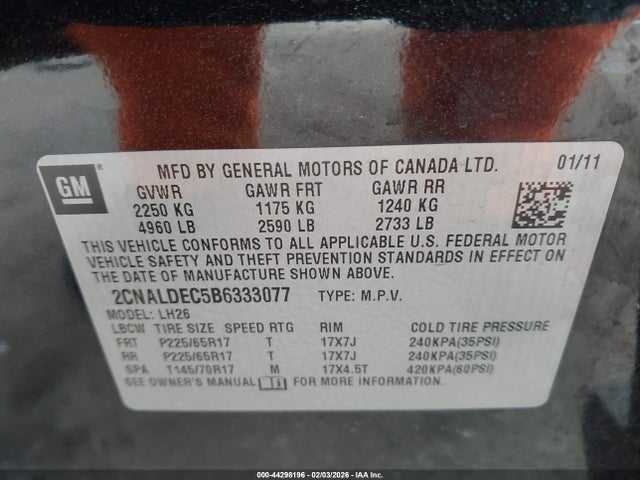 GM ®
MFD BY GENERAL MOTORS OF CANADA LTD. 01/11
GVWR GAWR FRT GAWR RR
2250 KG 1175 KG 1240 KG
4960 LB 2590 LB 2733 LB
THIS VEHICLE CONFORMS TO ALL APPLICABLE U.S. FEDERAL MOTOR
VEHICLE SAFETY AND THEFT PREVENTION STANDARDS IN EFFECT ON
THE DATE OF MANUFACTURE SHOWN ABOVE.
2CNALDEC5B6333077 TYPE: M.P.V.
MODEL: LH26
LBCW TIRE SIZE SPEED RTG RIM COLD TIRE PRESSURE
FRT P225/65R17 T 17X7J 240KPA(35PSI)
RR P225/65R17 T 17X7J 240KPA(35PSI)
SPA T145/70R17 M 17X4.5T 420KPA(60PSI)
SEE OWNER'S MANUAL FOR MORE INFORMATION.
000-44298196 - 02/03/2026 - IAA Inc.